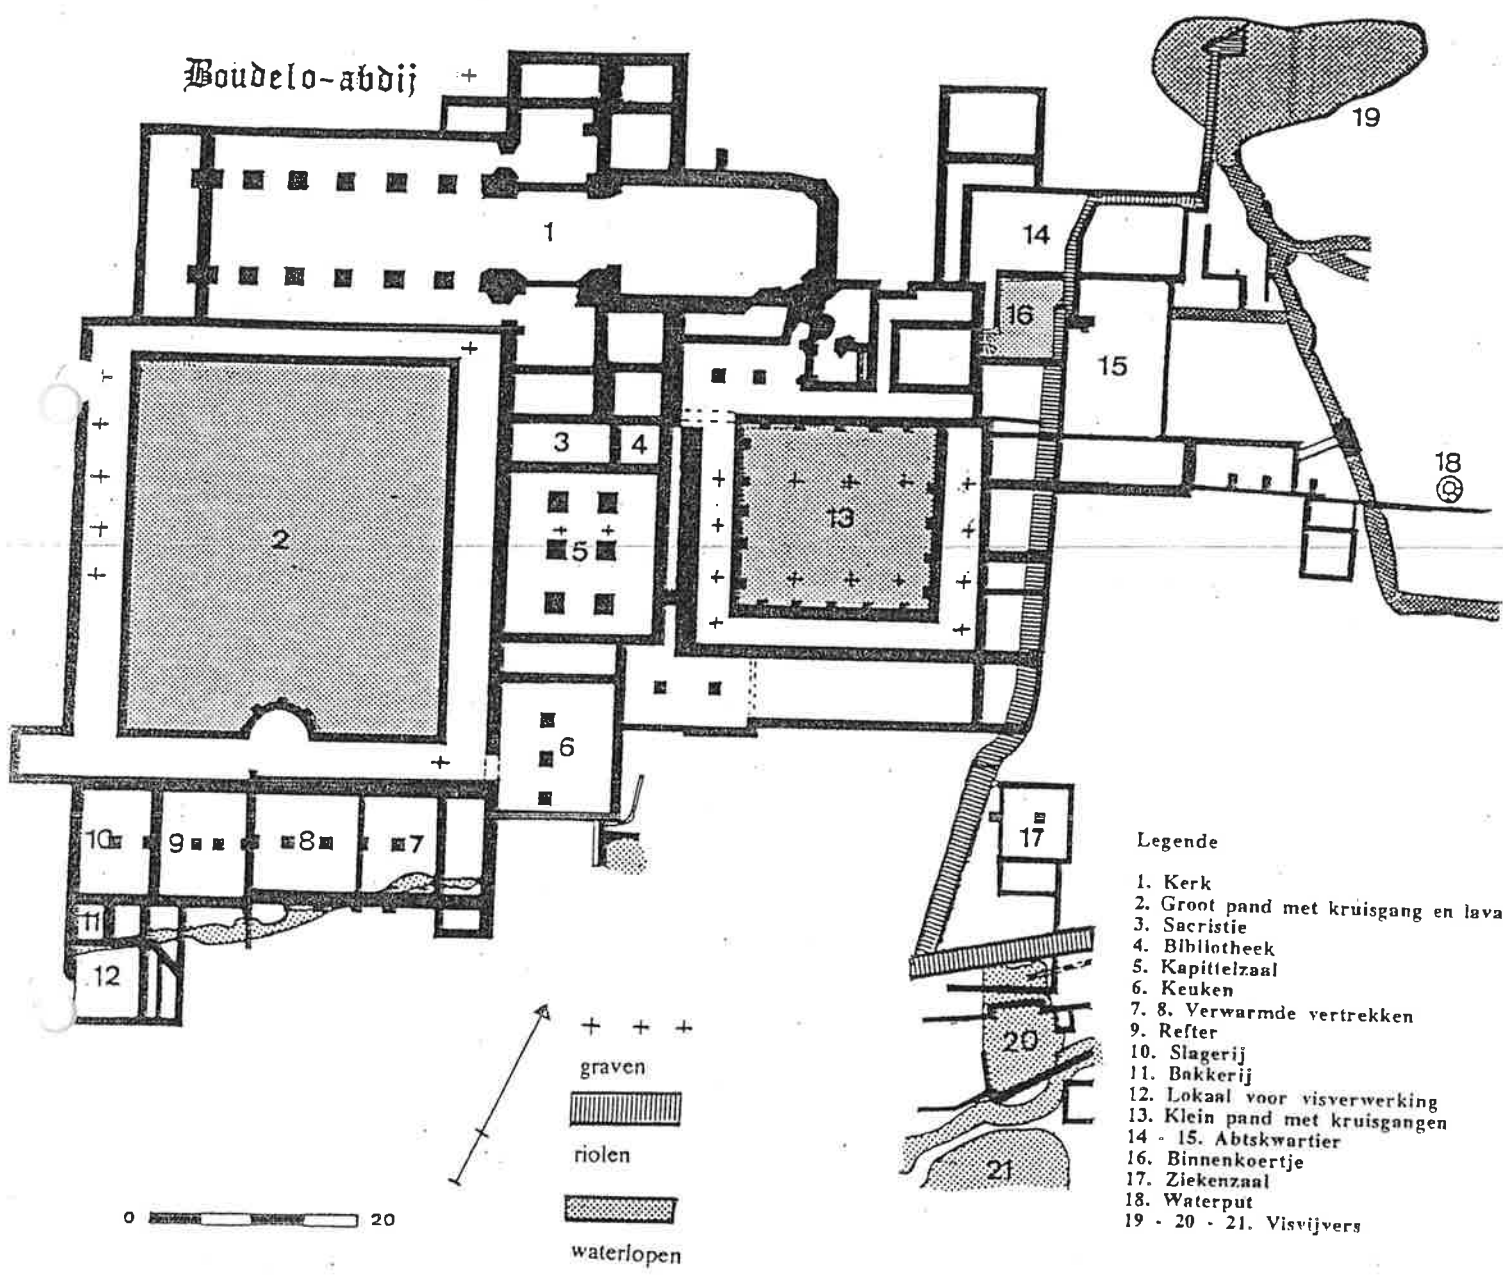 Boudelo-abdij
19
1
14
16
15
3
4
18
2
13
5
6
10
9
8
7
17
11
12
20
21
graven
riolen
waterlopen
0 20
Legende
1. Kerk
2. Groot pand met kruisgang en lava
3. Sacristie
4. Bibliotheek
5. Kapittelzaal
6. Keuken
7. 8. Verwarmde vertrekken
9. Refter
10. Slagerij
11. Bakkerij
12. Lokaal voor visverwerking
13. Klein pand met kruisgangen
14 - 15. Abtskwartier
16. Binnenkoertje
17. Ziekenzaal
18. Waterput
19 - 20 - 21. Visvijvers